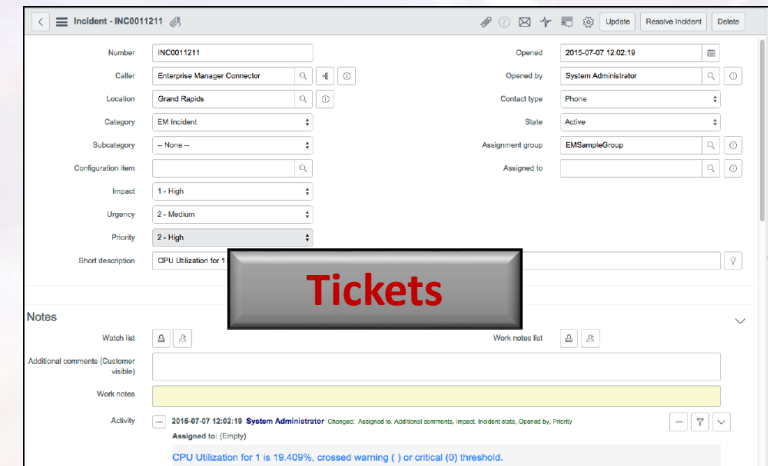 Incident - INC0011211
Update
Resolve Incident
Delete
Number INC0011211 Opened 2015-07-07 12:02:19
Caller Enterprise Manager Connector Opened by System Administrator
Location Grand Rapids Contact type Phone
Category EM Incident State Active
Subcategory -- None -- Assignment group EMSampleGroup
Configuration item Assigned to
Impact 1 - High
Urgency 2 - Medium
Priority 2 - High
Short description CPU Utilization for 1
Tickets
Notes
Watch list Work notes list
Additional comments (Customer
visible)
Work notes
Activity 2015-07-07 12:02:19 System Administrator Changed: Assigned to, Additional comments, Impact, Incident state, Opened by, Priority
Assigned to: [Empty]
CPU Utilization for 1 is 19.409%, crossed warning ( ) or critical (0) threshold.